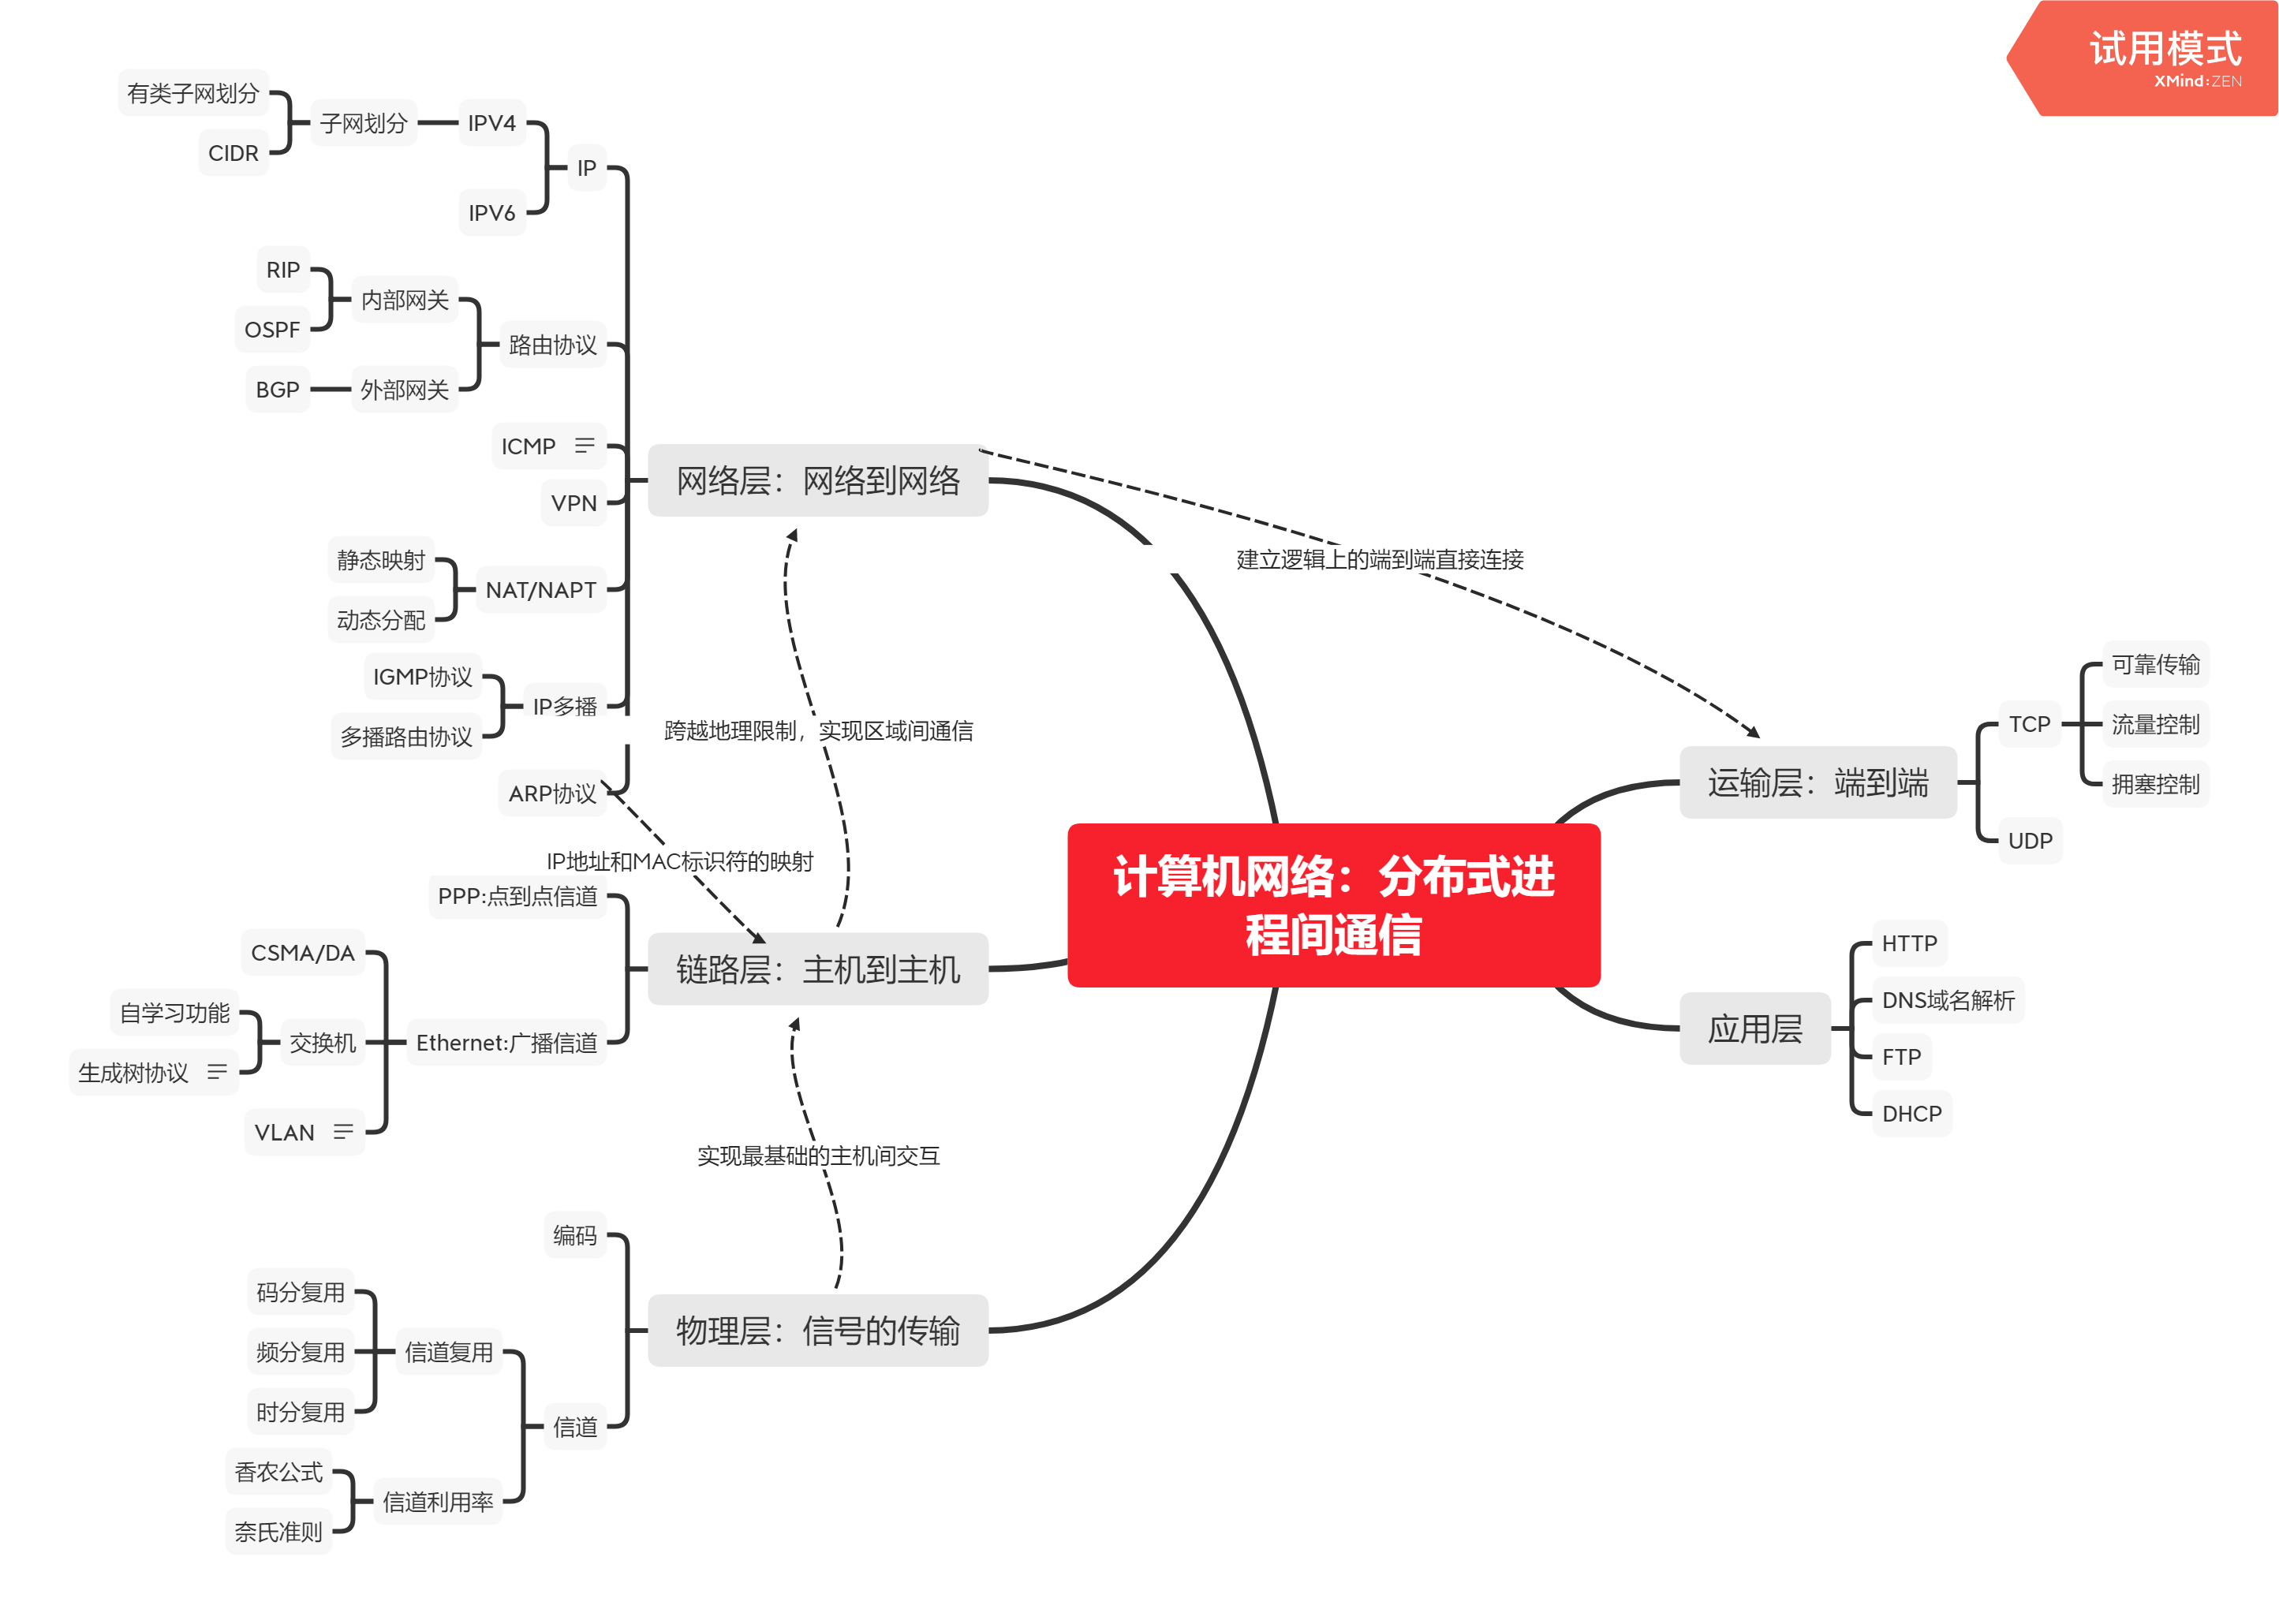 试用模式
XMind:ZEN
有类子网划分
CIDR
子网划分
IPV4
IPV6
IP
RIP
OSPF
内部网关
BGP
外部网关
路由协议
ICMP
VPN
静态映射
动态分配
NAT/NAPT
IGMP协议
多播路由协议
IP多播
ARP协议
网络层：网络到网络
建立逻辑上的端到端直接连接
跨越地理限制，实现区域间通信
IP地址和MAC标识符的映射
PPP:点到点信道
CSMA/DA
自学习功能
生成树协议
交换机
VLAN
Ethernet:广播信道
链路层：主机到主机
实现最基础的主机间交互
编码
码分复用
频分复用
时分复用
信道复用
香农公式
奈氏准则
信道利用率
信道
物理层：信号的传输
计算机网络：分布式进
程间通信
运输层：端到端
TCP
可靠传输
流量控制
拥塞控制
UDP
应用层
HTTP
DNS域名解析
FTP
DHCP